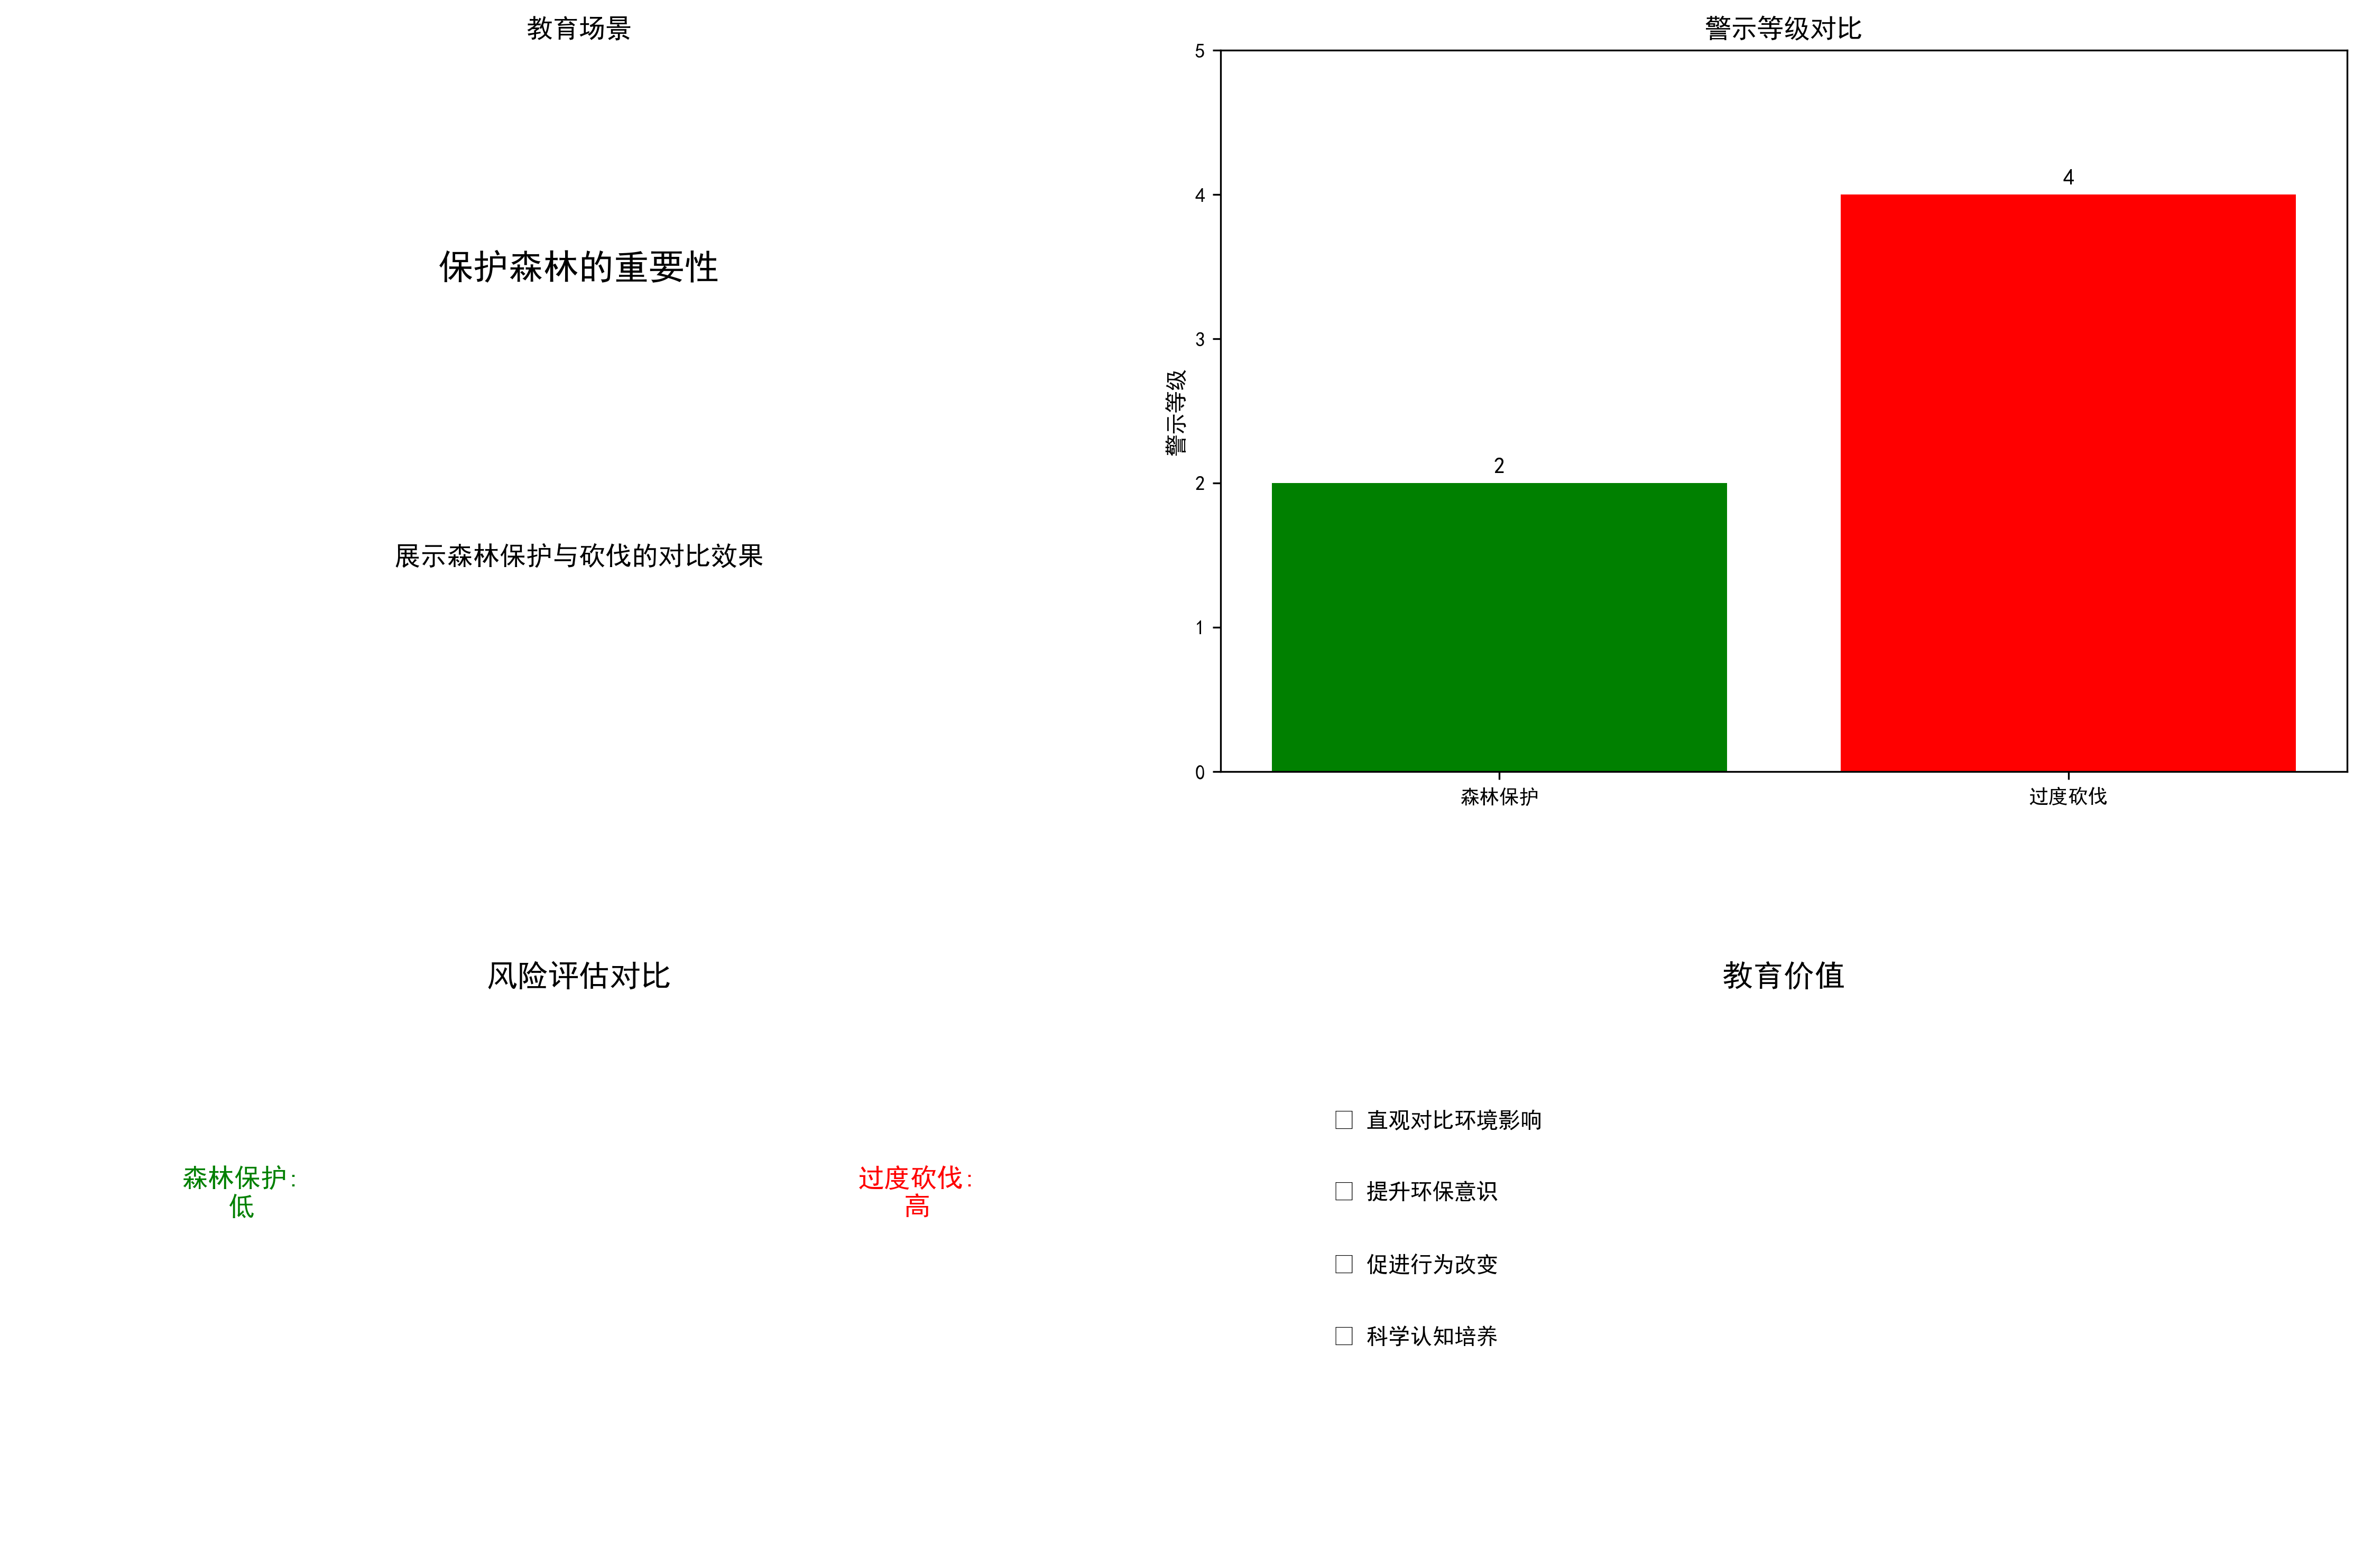 教育场景
保护森林的重要性
展示森林保护与砍伐的对比效果
警示等级对比
警示等级
5
4
3
2
1
0
2
4
森林保护
过度砍伐
风险评估对比
森林保护:
低
过度砍伐:
高
教育价值
□ 直观对比环境影响
□ 提升环保意识
□ 促进行为改变
□ 科学认知培养